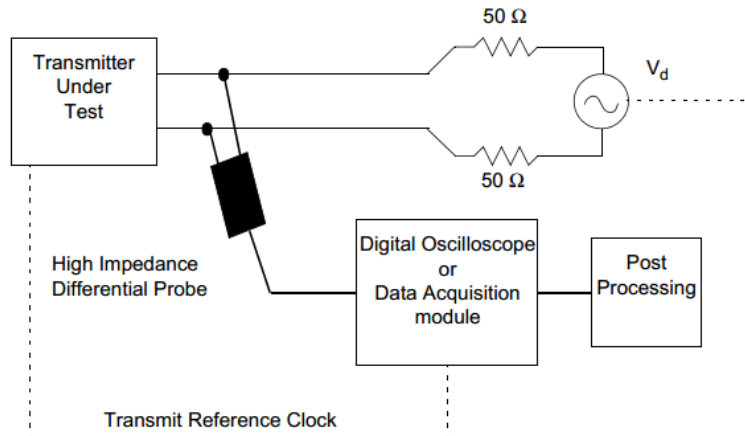 50 Ω
Transmitter
Under
Test
V_d
50 Ω
High Impedance
Differential Probe
Digital Oscilloscope
or
Data Acquisition
module
Post
Processing
Transmit Reference Clock